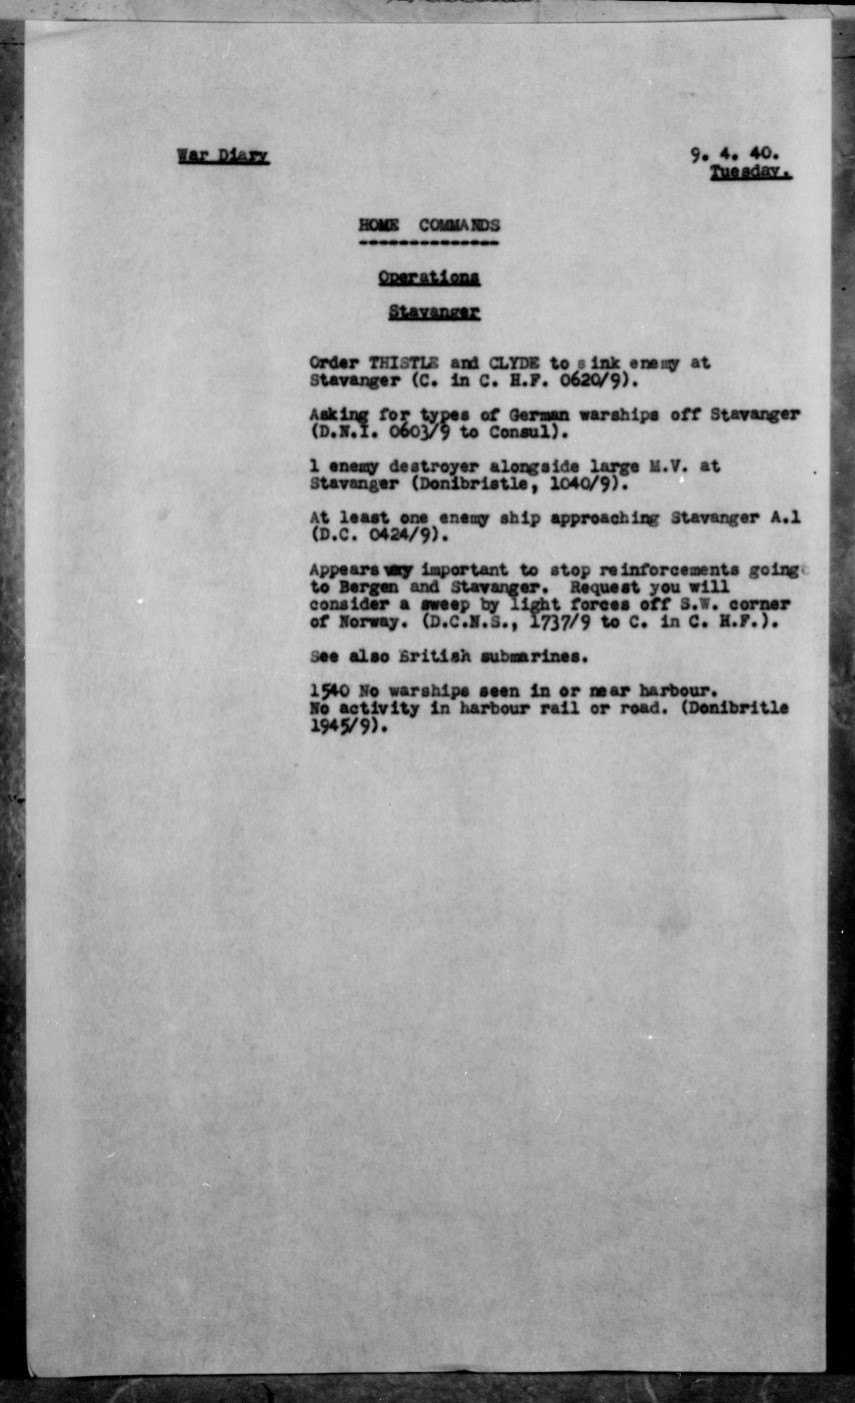 War Diary
9. 4. 40.
Tuesday.
HOME COMMANDS
Operations
Stavanger
Order THISTLE and CLYDE to sink enemy at
Stavanger (C. in C. H.F. 0620/9).
Asking for types of German warships off Stavanger
(D.N.I. 0603/9 to Consul).
1 enemy destroyer alongside large M.V. at
Stavanger (Donibristle, 1040/9).
At least one enemy ship approaching Stavanger A.1
(D.C. 0424/9).
Appears very important to stop reinforcements going
to Bergen and Stavanger. Request you will
consider a sweep by light forces off S.W. corner
of Norway. (D.C.N.S., 1737/9 to C. in C. H.F.).
See also British submarines.
1540 No warships seen in or near harbour.
No activity in harbour rail or road. (Donibritle
1945/9).